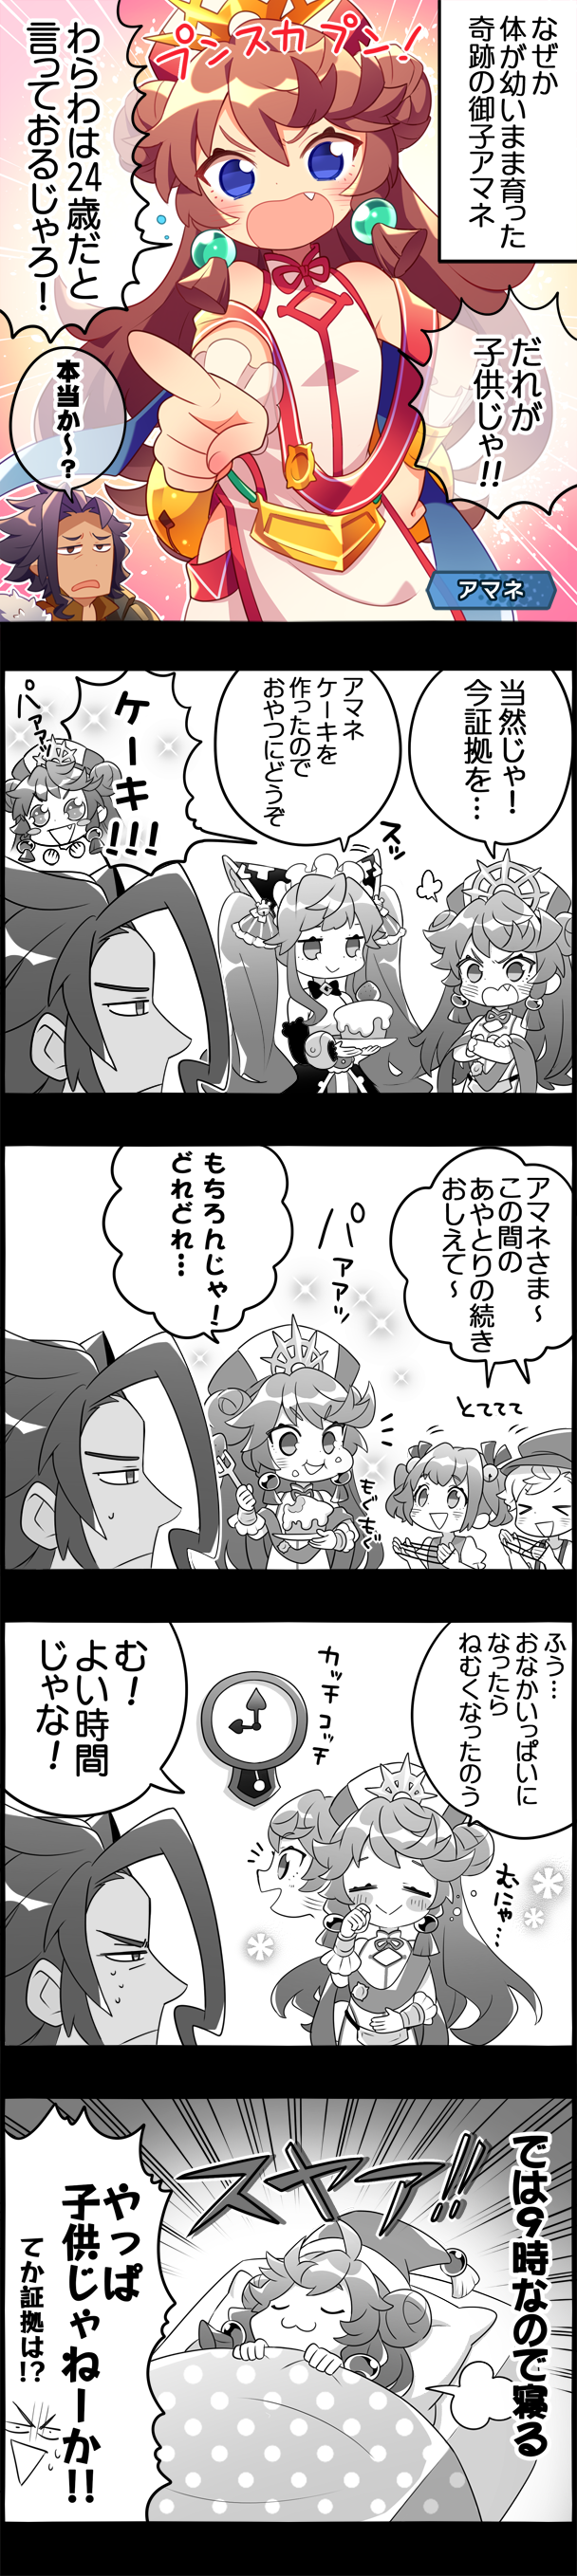 なぜか
体が幼いまま育った
奇跡の御子アマネ
プンスカプン!
だれが
子供じゃ!!
わらわは24歳だと
言っておるじゃろ!
本当か〜?
アマネ
当然じゃ!
今証拠を…
アマネ
ケーキを
作ったので
おやつにどうぞ
スッ
ケーキ!!!
パアァッ
アマネさま〜
この間の
あやとりの続き
おしえて〜
とててて
パアァッ
もぐもぐ
もちろんじゃ!
どれどれ…
ふう…
おなかいっぱいに
なったら
ねむくなったのう
むにゃ…
カッチコッチ
む!
よい時間
じゃな!
では9時なので寝る
スヤァ!!
やっぱ
子供じゃねーか!!
てか証拠は!?